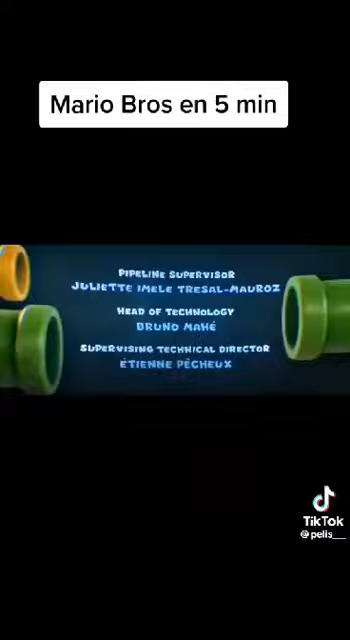 Mario Bros en 5 min
PIPELINE SUPERVISOR
JULIETTE IMELE TRESAL-MAUROZ
HEAD OF TECHNOLOGY
BRUNO MAHÉ
SUPERVISING TECHNICAL DIRECTOR
ÉTIENNE PÉCHEUX
TikTok
@pelis___